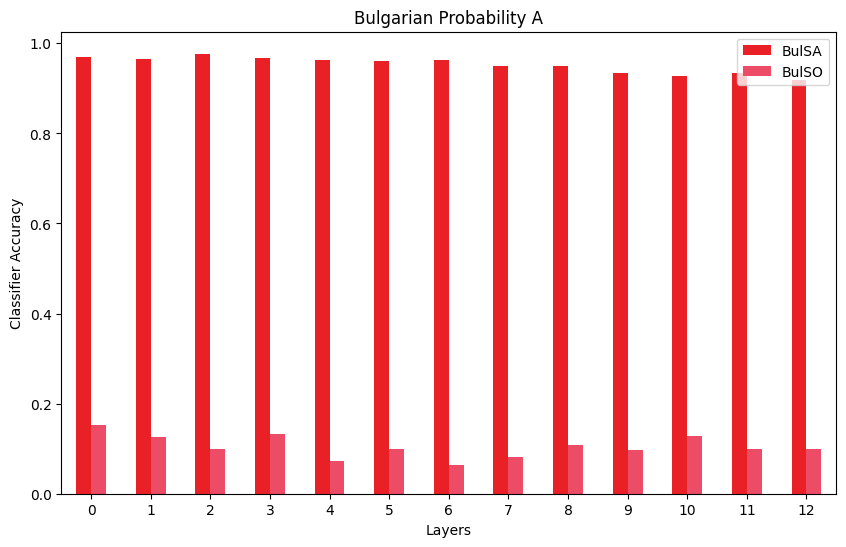 Bulgarian Probability A
BulSA
BulSO
Classifier Accuracy
1.0
0.8
0.6
0.4
0.2
0.0
0 1 2 3 4 5 6 7 8 9 10 11 12
Layers